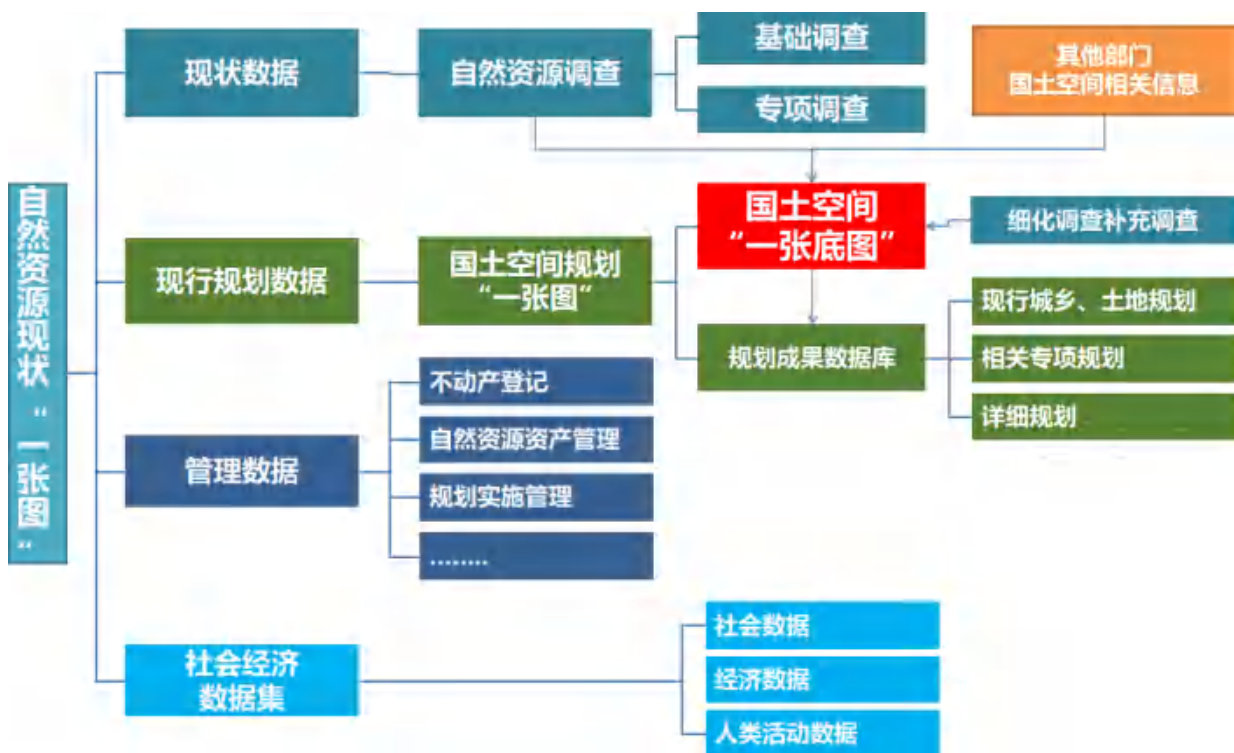 自然资源现状“一张图“
现状数据
自然资源调查
基础调查
专项调查
其他部门
国土空间相关信息
现行规划数据
国土空间规划
“一张图“
国土空间
“一张底图”
细化调查补充调查
规划成果数据库
现行城乡、土地规划
相关专项规划
详细规划
管理数据
不动产登记
自然资源资产管理
规划实施管理
........
社会经济
数据集
社会数据
经济数据
人类活动数据